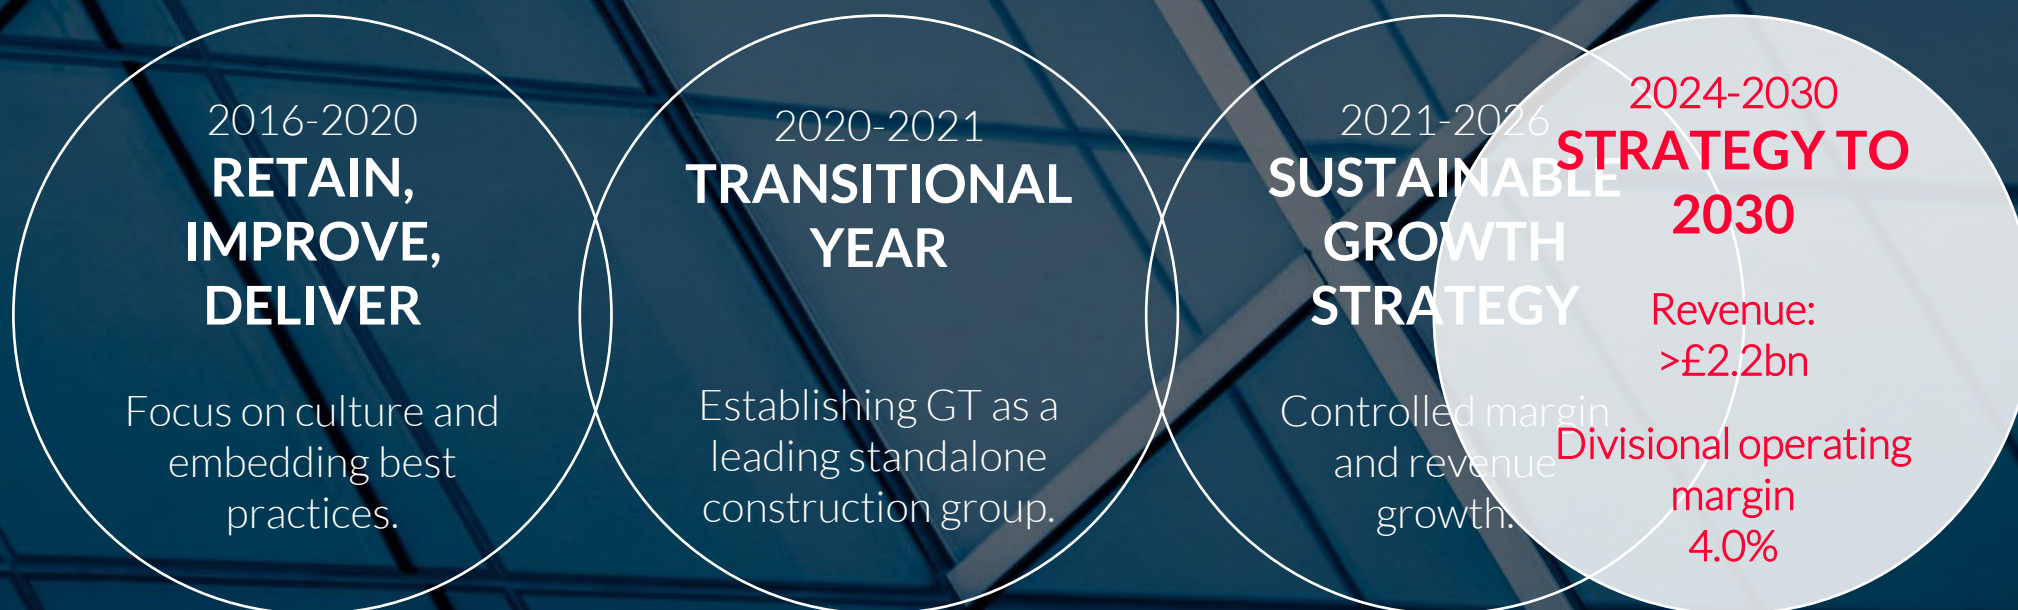 2016-2020
RETAIN,
IMPROVE,
DELIVER
Focus on culture and
embedding best
practices.
2020-2021
TRANSITIONAL
YEAR
Establishing GT as a
leading standalone
construction group.
2021-2026
SUSTAINABLE
GROWTH
STRATEGY
Controlled margin
and revenue
growth.
2024-2030
STRATEGY TO
2030
Revenue:
>£2.2bn
Divisional operating
margin
4.0%